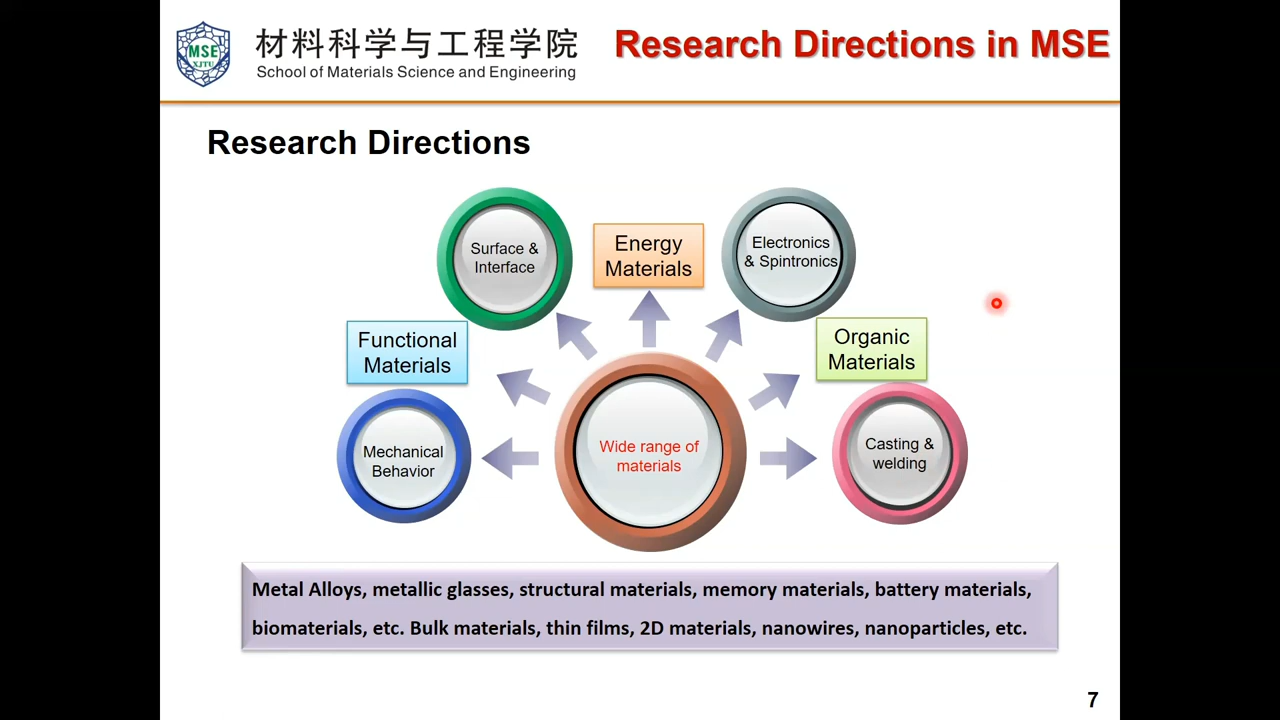 MSE
XJTU
材料科学与工程学院
School of Materials Science and Engineering
Research Directions in MSE
Research Directions
Surface &
Interface
Energy
Materials
Electronics
& Spintronics
Functional
Materials
Organic
Materials
Mechanical
Behavior
Wide range of
materials
Casting &
welding
Metal Alloys, metallic glasses, structural materials, memory materials, battery materials,
biomaterials, etc. Bulk materials, thin films, 2D materials, nanowires, nanoparticles, etc.
7